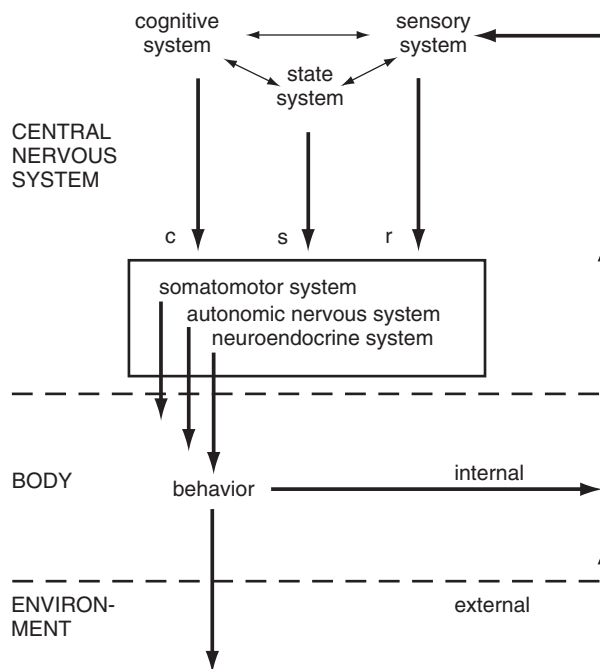 cognitive
system
sensory
system
state
system
CENTRAL
NERVOUS
SYSTEM
c s r
somatomotor system
autonomic nervous system
neuroendocrine system
BODY
behavior
internal
ENVIRON-
MENT
external